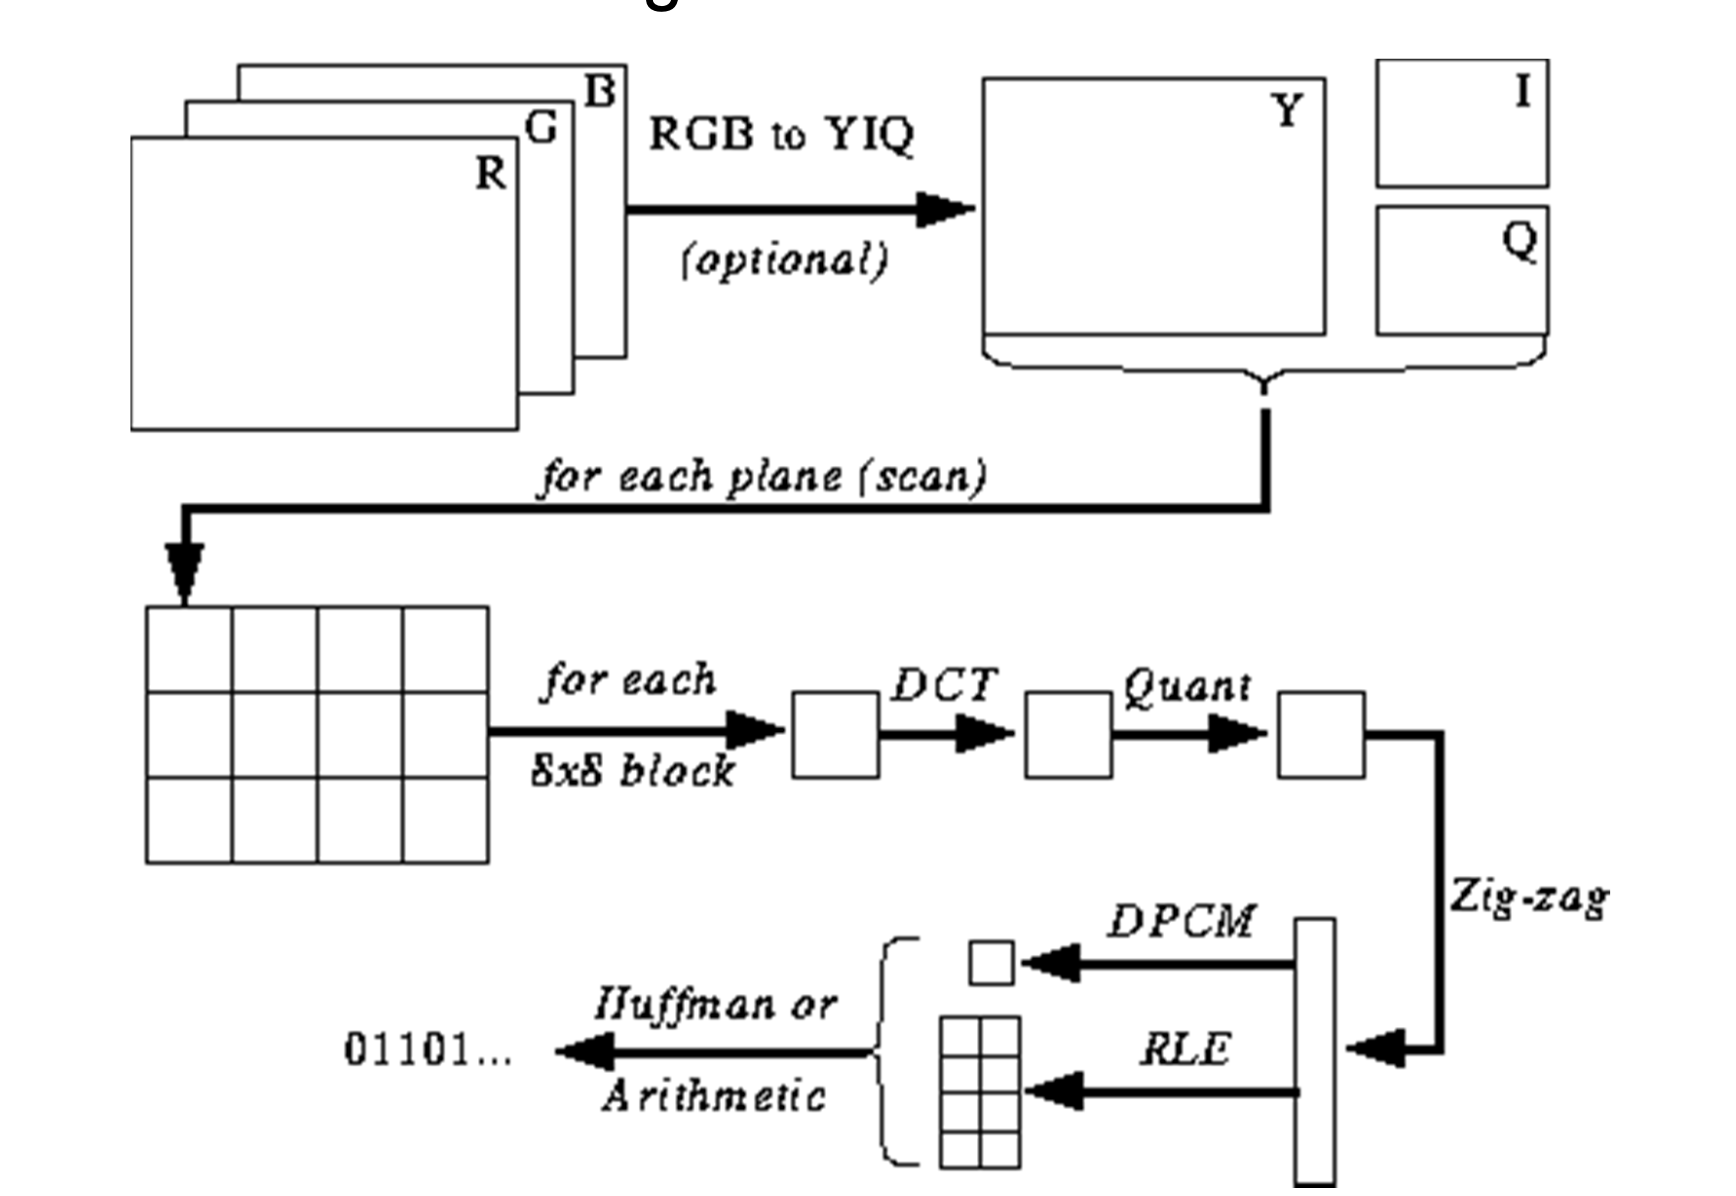 B
G
R
RGB to YIQ
(optional)
Y
I
Q
for each plane (scan)
for each
8x8 block
DCT
Quant
Zig-zag
DPCM
RLE
Huffman or
Arithmetic
01101...